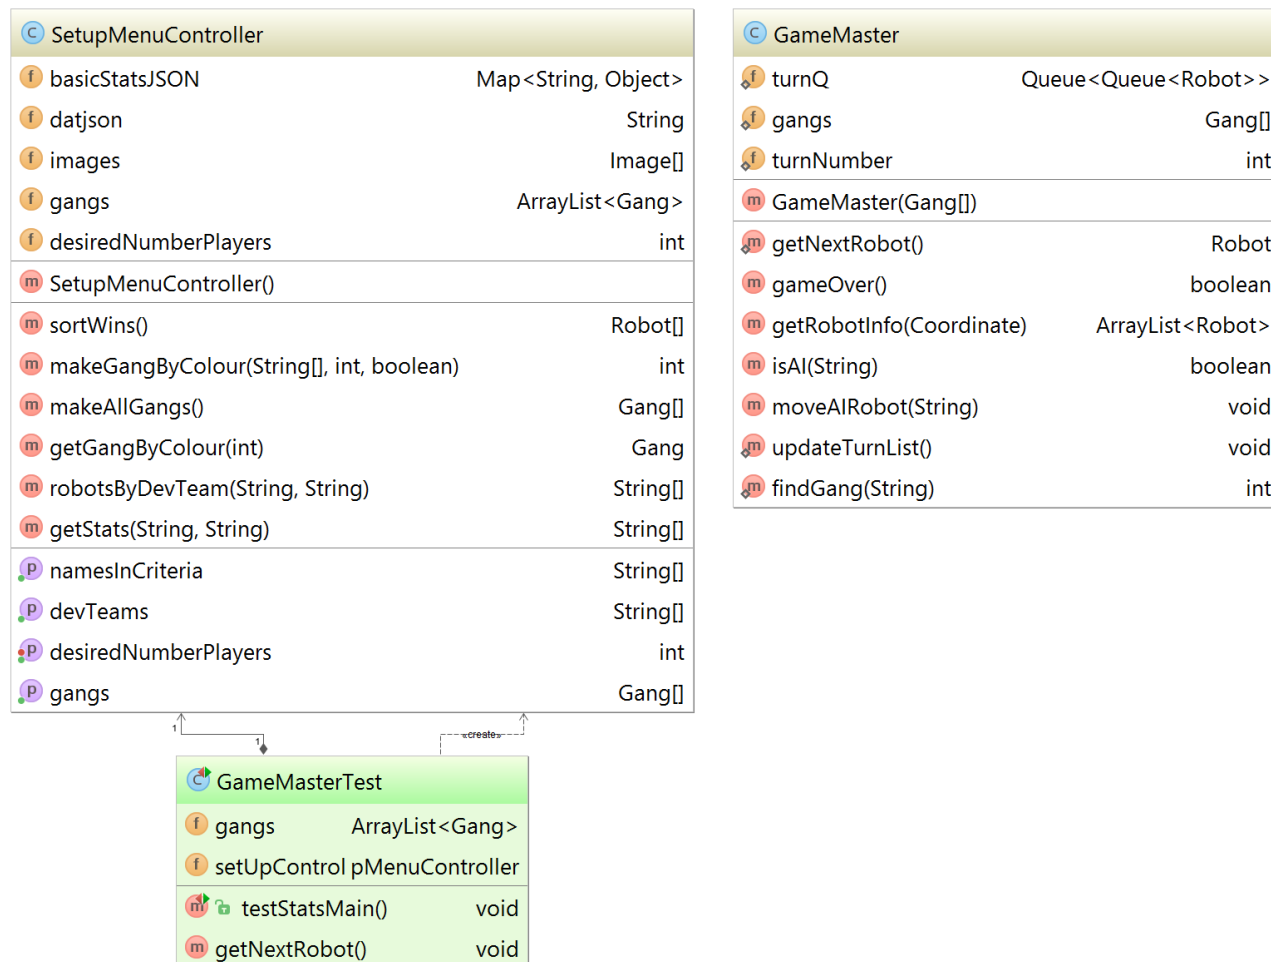 SetupMenuController
basicStatsJSON Map<String, Object>
datjson String
images Image[]
gangs ArrayList<Gang>
desiredNumberPlayers int
SetupMenuController()
sortWins() Robot[]
makeGangByColour(String[], int, boolean) int
makeAllGangs() Gang[]
getGangByColour(int) Gang
robotsByDevTeam(String, String) String[]
getStats(String, String) String[]
namesInCriteria String[]
devTeams String[]
desiredNumberPlayers int
gangs Gang[]
GameMaster
turnQ Queue<Queue<Robot>>
gangs Gang[]
turnNumber int
GameMaster(Gang[])
getNextRobot() Robot
gameOver() boolean
getRobotInfo(Coordinate) ArrayList<Robot>
isAI(String) boolean
moveAIRobot(String) void
updateTurnList() void
findGang(String) int
1
1
«create»
GameMasterTest
gangs ArrayList<Gang>
setUpControl pMenuController
testStatsMain() void
getNextRobot() void